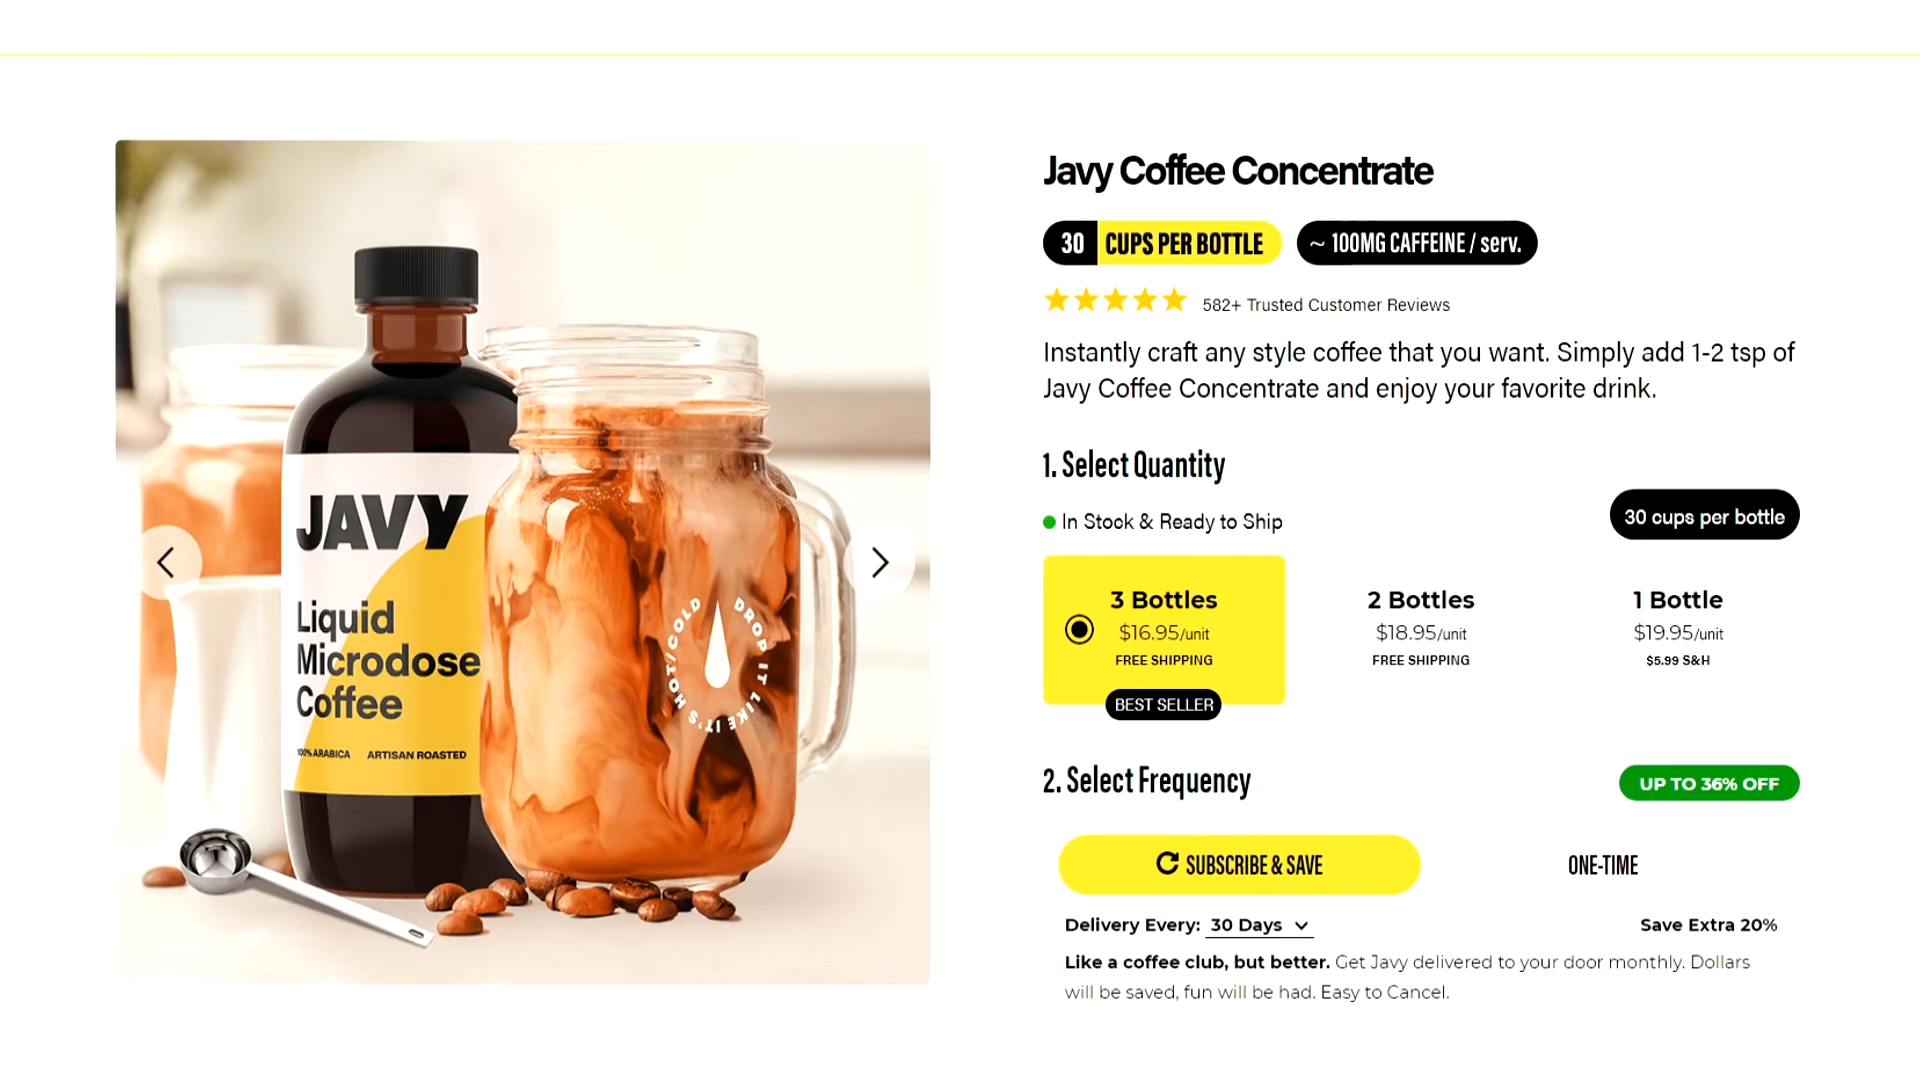 JAVY
Liquid
Microdose
Coffee
100% ARABICA ARTISAN ROASTED
HOT/COLD DROP IT LIKE IT'S
Javy Coffee Concentrate
30 CUPS PER BOTTLE
~ 100MG CAFFEINE / serv.
582+ Trusted Customer Reviews
Instantly craft any style coffee that you want. Simply add 1-2 tsp of
Javy Coffee Concentrate and enjoy your favorite drink.
1. Select Quantity
In Stock & Ready to Ship
30 cups per bottle
3 Bottles
$16.95/unit
FREE SHIPPING
BEST SELLER
2 Bottles
$18.95/unit
FREE SHIPPING
1 Bottle
$19.95/unit
$5.99 S&H
2. Select Frequency
UP TO 36% OFF
SUBSCRIBE & SAVE
ONE-TIME
Delivery Every: 30 Days
Save Extra 20%
Like a coffee club, but better. Get Javy delivered to your door monthly. Dollars
will be saved, fun will be had. Easy to Cancel.